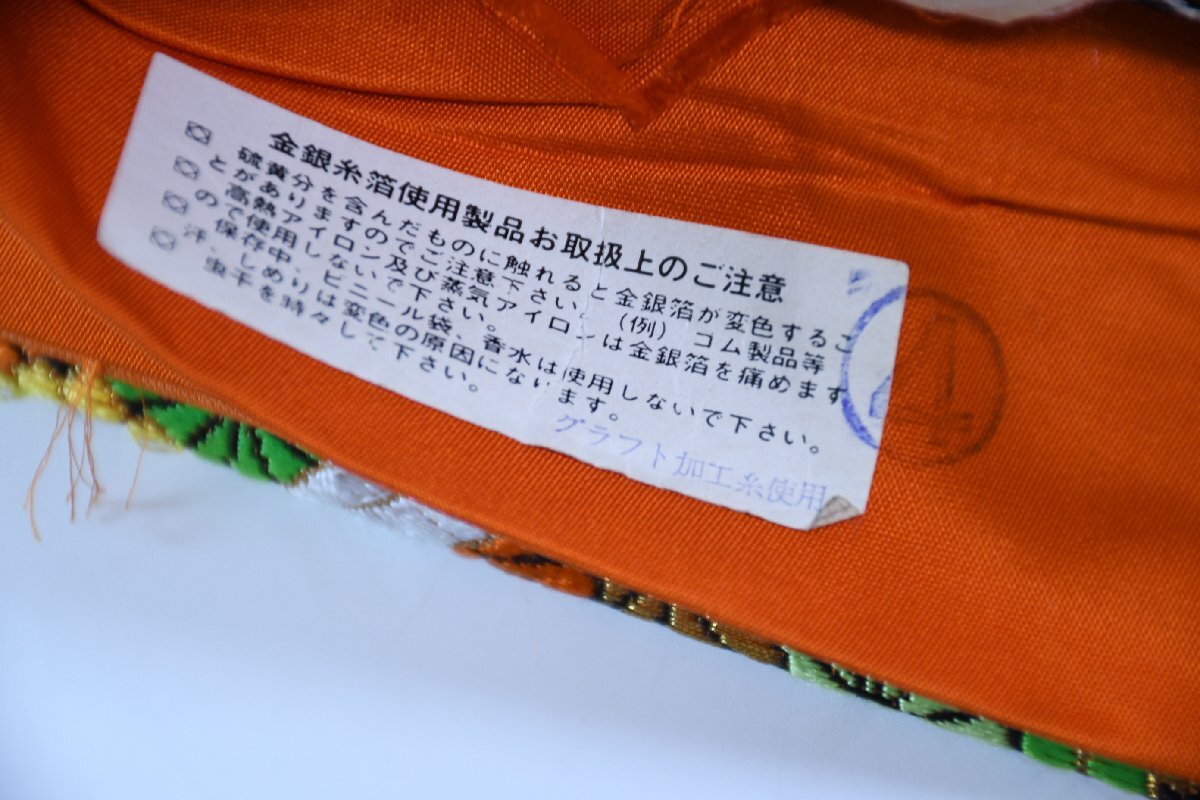 金銀糸箔使用製品お取扱上のご注意
☒ 硫黄分を含んだものに触れると金銀箔が変色するこ
とがありますのでご注意下さい。(例) ゴム製品等
☒ 高熱アイロン及び蒸気アイロンは金銀箔を痛めます
ので使用しないで下さい。
☒ 保存中、ビニール袋、香水は使用しないで下さい。
☒ 汗、しめりは変色の原因になります。
虫干を時々して下さい。
グラフト加工糸使用